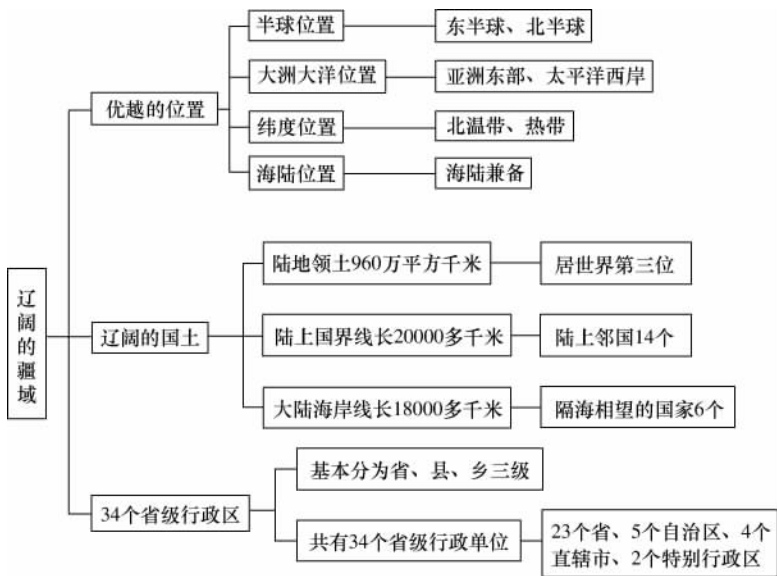 辽阔的疆域
优越的位置
半球位置
东半球、北半球
大洲大洋位置
亚洲东部、太平洋西岸
纬度位置
北温带、热带
海陆位置
海陆兼备
辽阔的国土
陆地领土960万平方千米
居世界第三位
陆上国界线长20000多千米
陆上邻国14个
大陆海岸线长18000多千米
隔海相望的国家6个
34个省级行政区
基本分为省、县、乡三级
共有34个省级行政单位
23个省、5个自治区、4个
直辖市、2个特别行政区